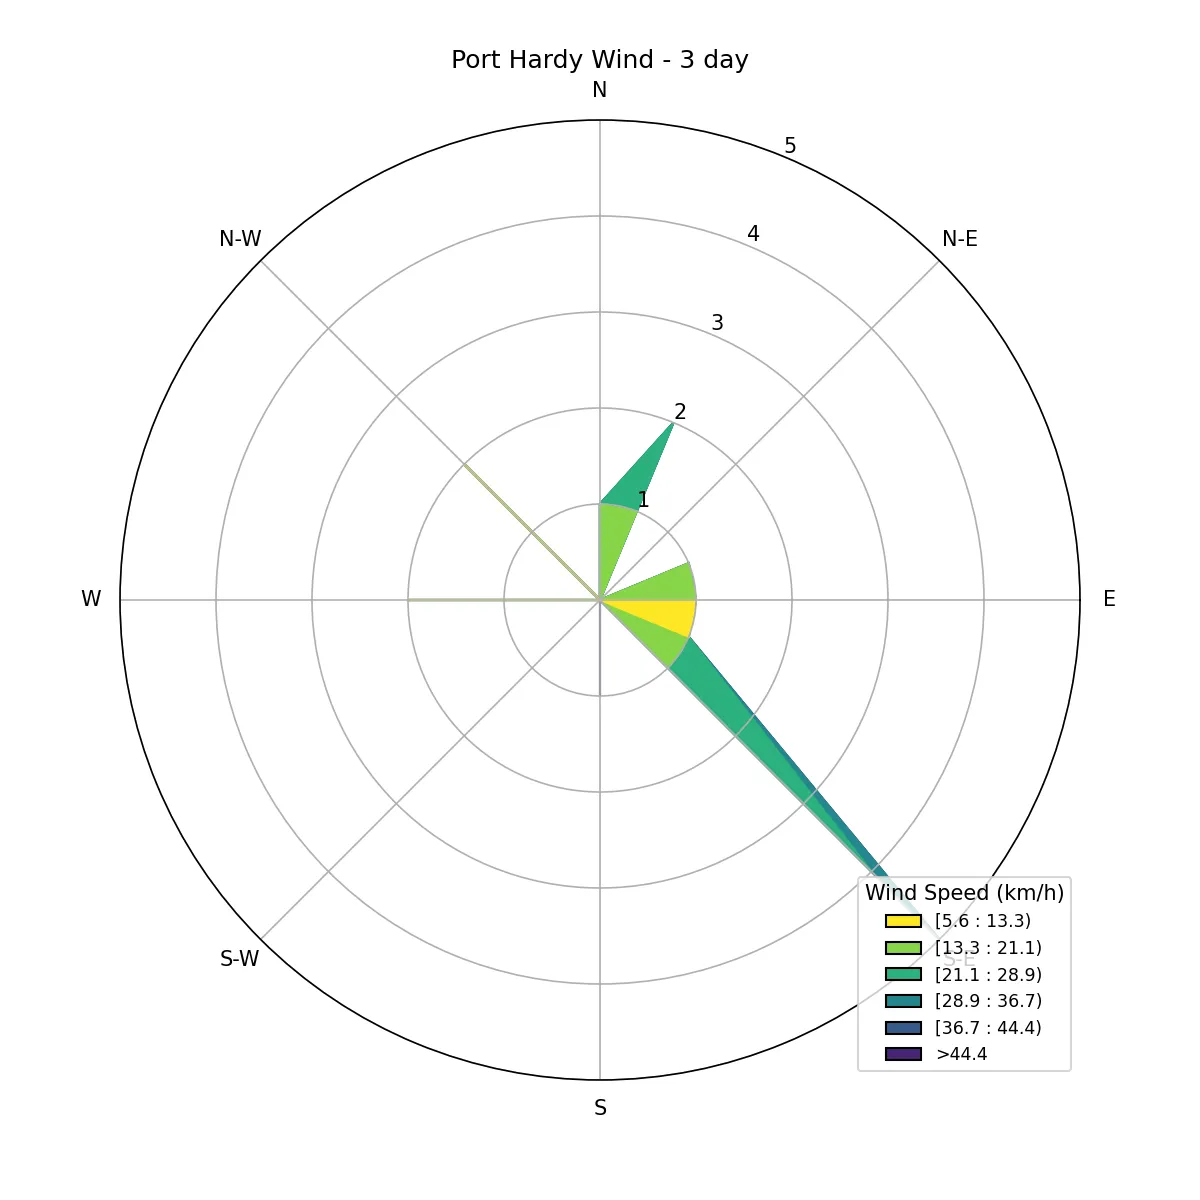 Port Hardy Wind - 3 day
N
5
N-W
N-E
4
3
2
1
W
E
Wind Speed (km/h)
[5.6 : 13.3)
[13.3 : 21.1)
S-W
S-E
[21.1 : 28.9)
[28.9 : 36.7)
[36.7 : 44.4)
>44.4
S